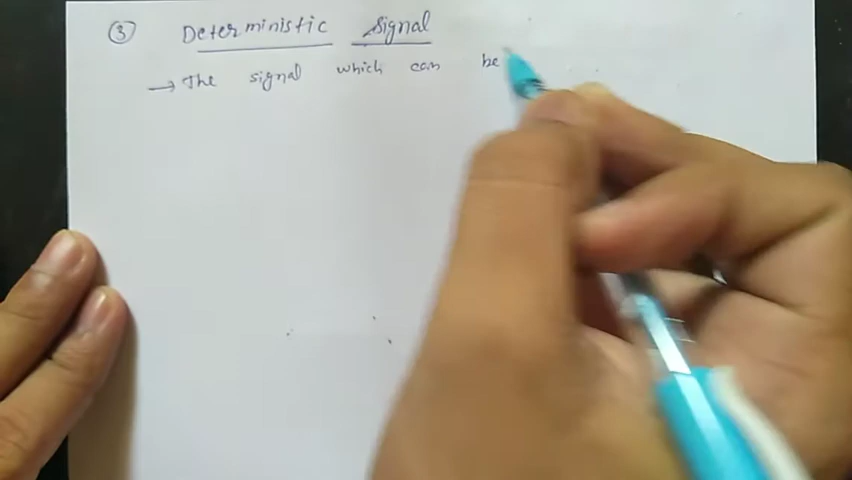 ③ Deterministic Signal
→ The signal which can be